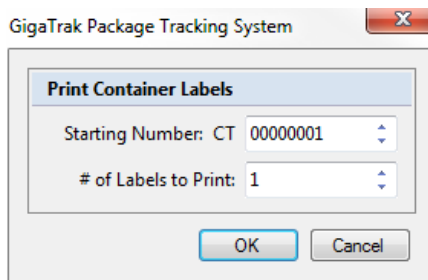 GigaTrak Package Tracking System
Print Container Labels
Starting Number: CT 00000001
# of Labels to Print: 1
OK Cancel